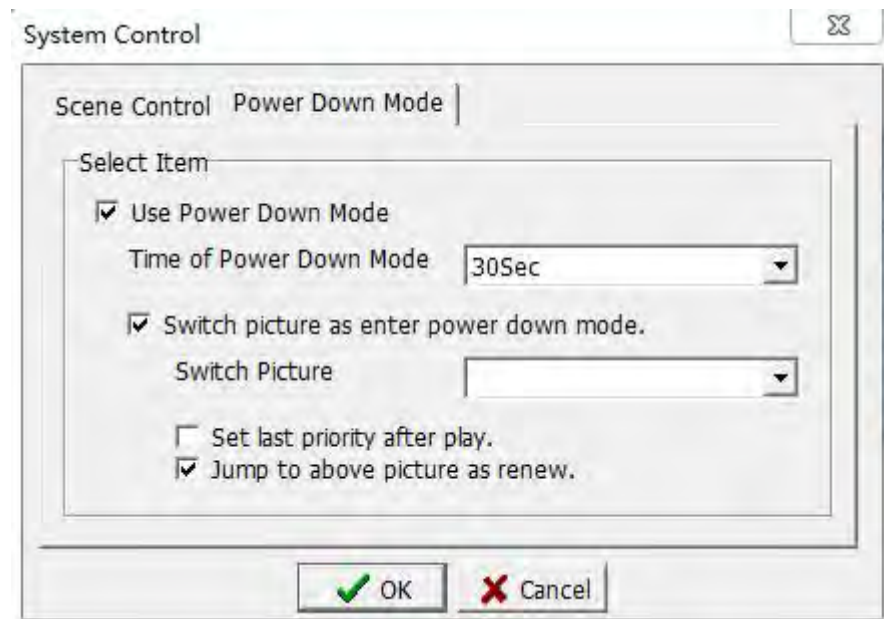 System Control
Scene Control Power Down Mode
Select Item
Use Power Down Mode
Time of Power Down Mode 30Sec
Switch picture as enter power down mode.
Switch Picture
Set last priority after play.
Jump to above picture as renew.
OK Cancel